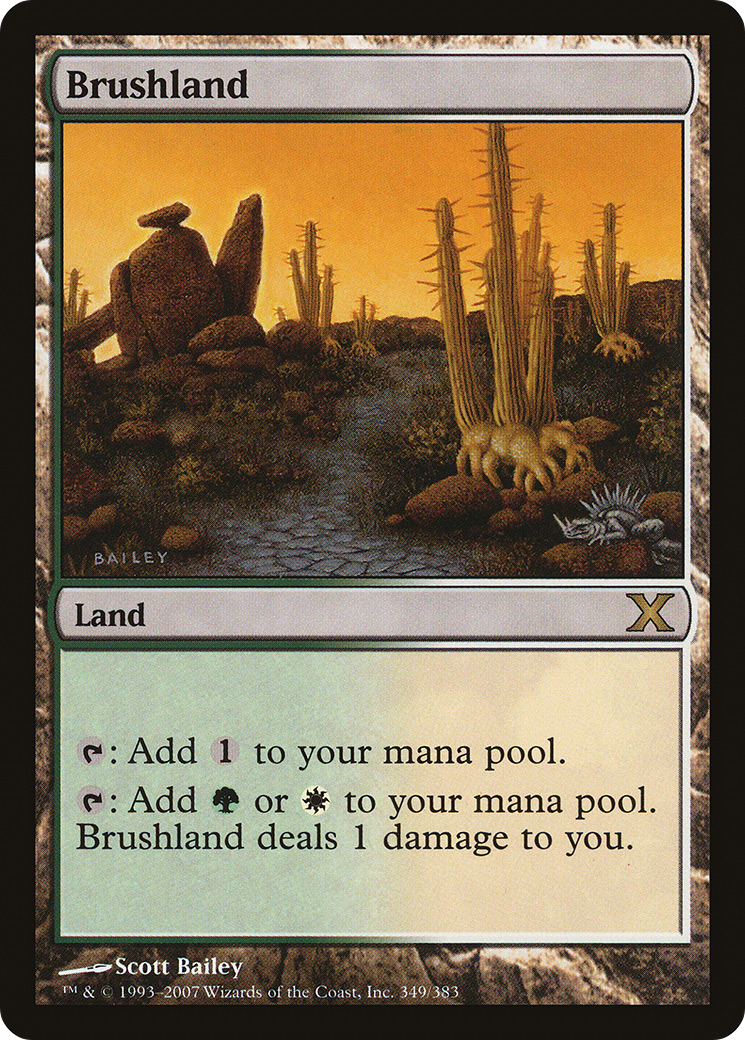 Brushland
BAILEY
Land
X
: Add 1 to your mana pool.
: Add or to your mana pool.
Brushland deals 1 damage to you.
Scott Bailey
™ & © 1993–2007 Wizards of the Coast, Inc. 349/383